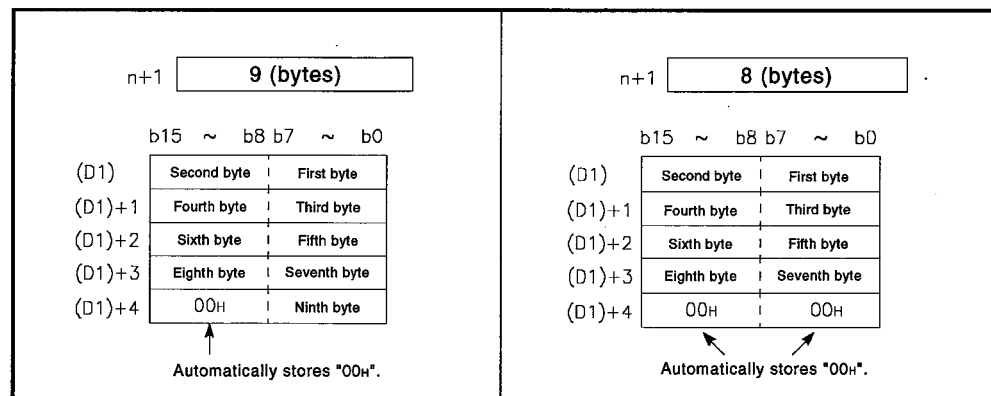 n+1 9 (bytes)
b15 ~ b8 b7 ~ b0
(D1) Second byte First byte
(D1)+1 Fourth byte Third byte
(D1)+2 Sixth byte Fifth byte
(D1)+3 Eighth byte Seventh byte
(D1)+4 00H Ninth byte
Automatically stores "00H".
n+1 8 (bytes)
b15 ~ b8 b7 ~ b0
(D1) Second byte First byte
(D1)+1 Fourth byte Third byte
(D1)+2 Sixth byte Fifth byte
(D1)+3 Eighth byte Seventh byte
(D1)+4 00H 00H
Automatically stores "00H".